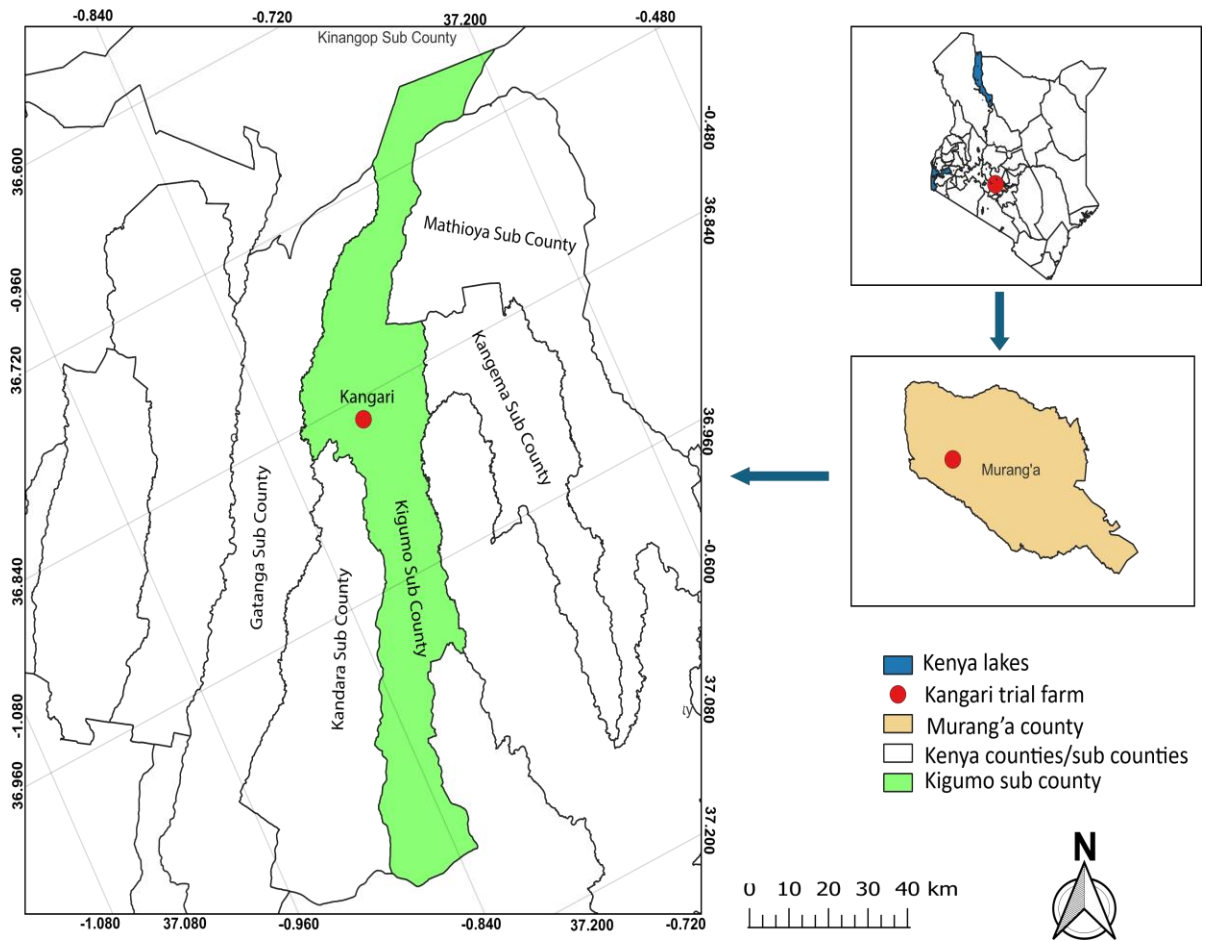 -0.840
-0.720
37.200
-0.480
Kinangop Sub County
-0.480
36.600
36.840
Mathioya Sub County
-0.960
36.720
Kangema Sub County
Kangari
36.960
Gatanga Sub County
Kigumo Sub County
Kandara Sub County
36.840
-0.600
37.080
-1.080
36.960
37.200
-1.080
37.080
-0.960
-0.840
37.200
-0.720
Murang'a
Kenya lakes
Kangari trial farm
Murang’a county
Kenya counties/sub counties
Kigumo sub county
0 10 20 30 40 km
N